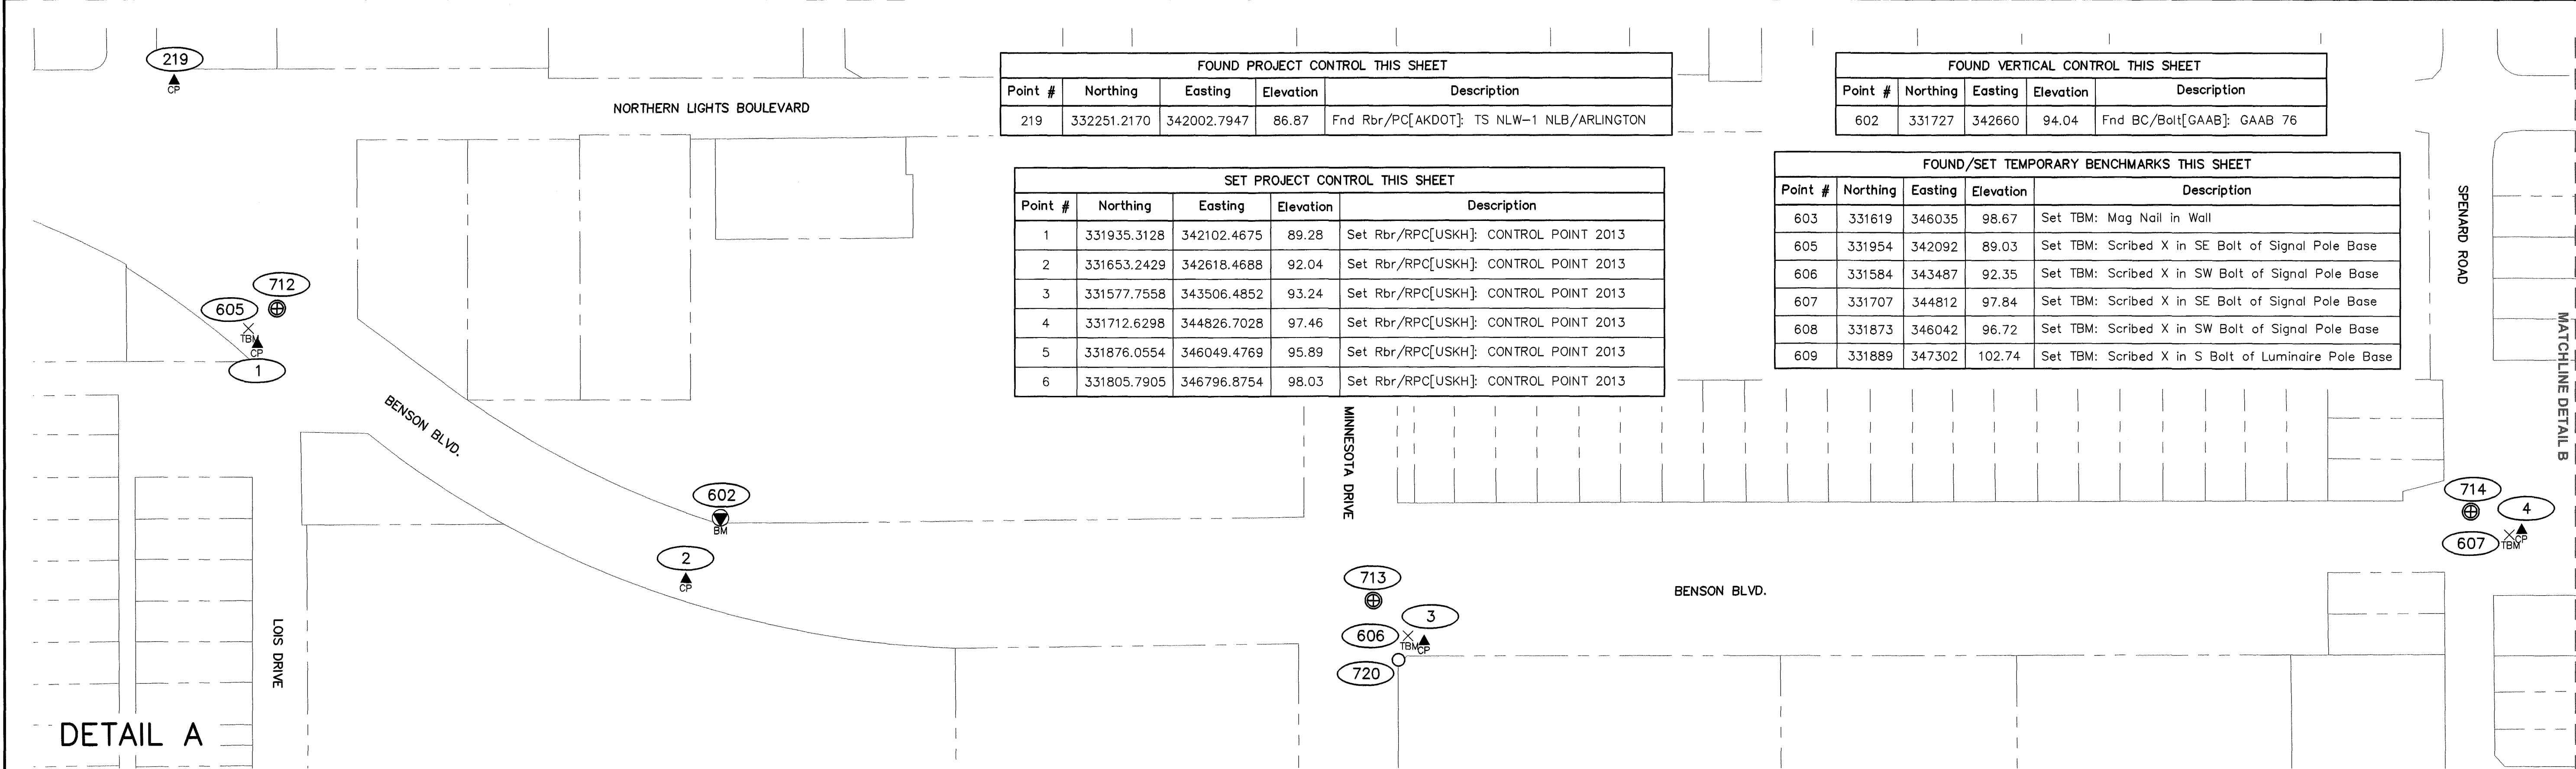 219
CP
NORTHERN LIGHTS BOULEVARD
FOUND PROJECT CONTROL THIS SHEET
Point # Northing Easting Elevation Description
219 332251.2170 342002.7947 86.87 Fnd Rbr/PC[AKDOT]: TS NLW-1 NLB/ARLINGTON
FOUND VERTICAL CONTROL THIS SHEET
Point # Northing Easting Elevation Description
602 331727 342660 94.04 Fnd BC/Bolt[GAAB]: GAAB 76
SET PROJECT CONTROL THIS SHEET
Point # Northing Easting Elevation Description
1 331935.3128 342102.4675 89.28 Set Rbr/RPC[USKH]: CONTROL POINT 2013
2 331653.2429 342618.4688 92.04 Set Rbr/RPC[USKH]: CONTROL POINT 2013
3 331577.7558 343506.4852 93.24 Set Rbr/RPC[USKH]: CONTROL POINT 2013
4 331712.6298 344826.7028 97.46 Set Rbr/RPC[USKH]: CONTROL POINT 2013
5 331876.0554 346049.4769 95.89 Set Rbr/RPC[USKH]: CONTROL POINT 2013
6 331805.7905 346796.8754 98.03 Set Rbr/RPC[USKH]: CONTROL POINT 2013
FOUND/SET TEMPORARY BENCHMARKS THIS SHEET
Point # Northing Easting Elevation Description
603 331619 346035 98.67 Set TBM: Mag Nail in Wall
605 331954 342092 89.03 Set TBM: Scribed X in SE Bolt of Signal Pole Base
606 331584 343487 92.35 Set TBM: Scribed X in SW Bolt of Signal Pole Base
607 331707 344812 97.84 Set TBM: Scribed X in SE Bolt of Signal Pole Base
608 331873 346042 96.72 Set TBM: Scribed X in SW Bolt of Signal Pole Base
609 331889 347302 102.74 Set TBM: Scribed X in S Bolt of Luminaire Pole Base
SPENARD ROAD
MATCHLINE DETAIL B
712
605
TBM
CP
1
BENSON BLVD.
MINNESOTA DRIVE
602
BM
2
CP
714
4
CP
607
TBM
713
3
606
TBM
CP
720
BENSON BLVD.
LOIS DRIVE
DETAIL A